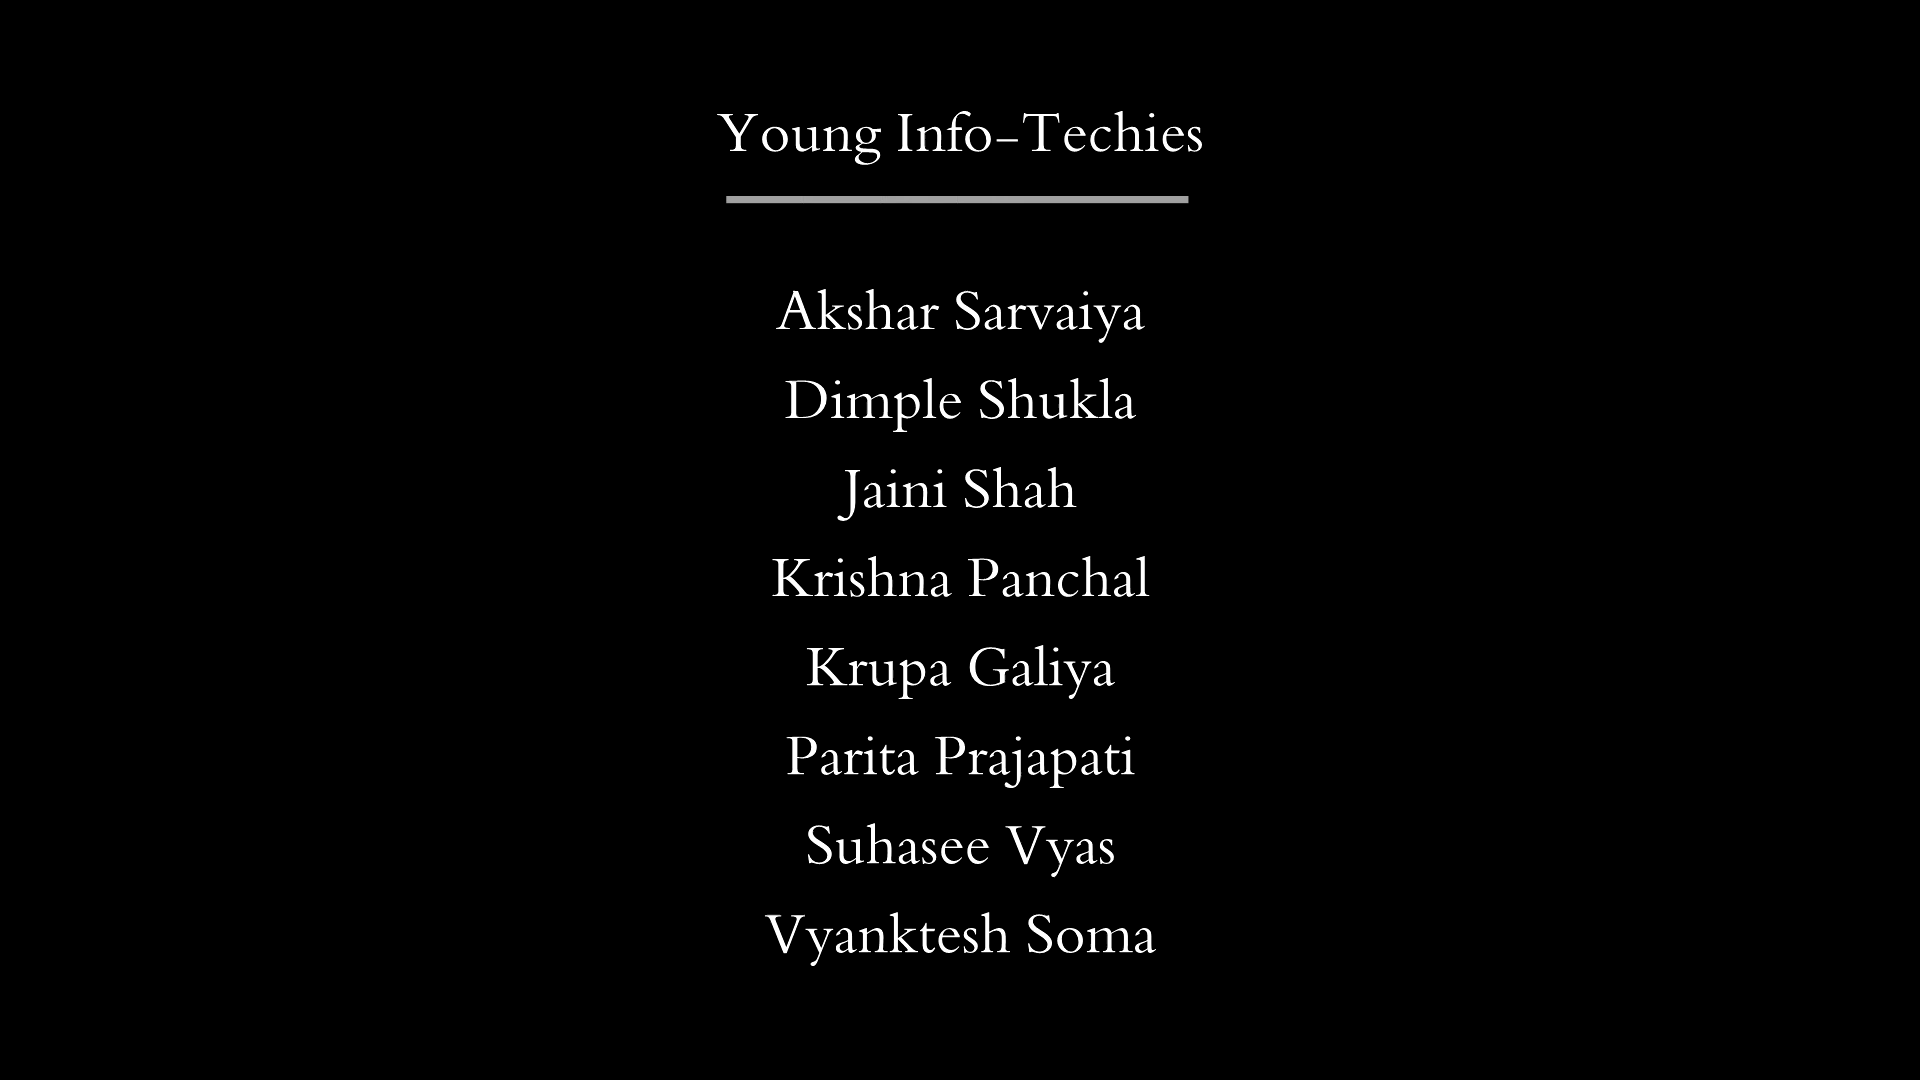 Young Info-Techies
Akshar Sarvaiya
Dimple Shukla
Jaini Shah
Krishna Panchal
Krupa Galiya
Parita Prajapati
Suhasee Vyas
Vyanktesh Soma